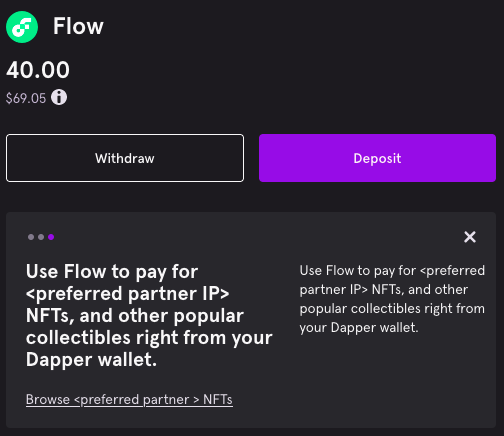 Flow
40.00
$69.05
Withdraw
Deposit
Use Flow to pay for
<preferred partner IP>
NFTs, and other popular
collectibles right from your
Dapper wallet.
Browse <preferred partner > NFTs
Use Flow to pay for <preferred
partner IP> NFTs, and other
popular collectibles right from
your Dapper wallet.